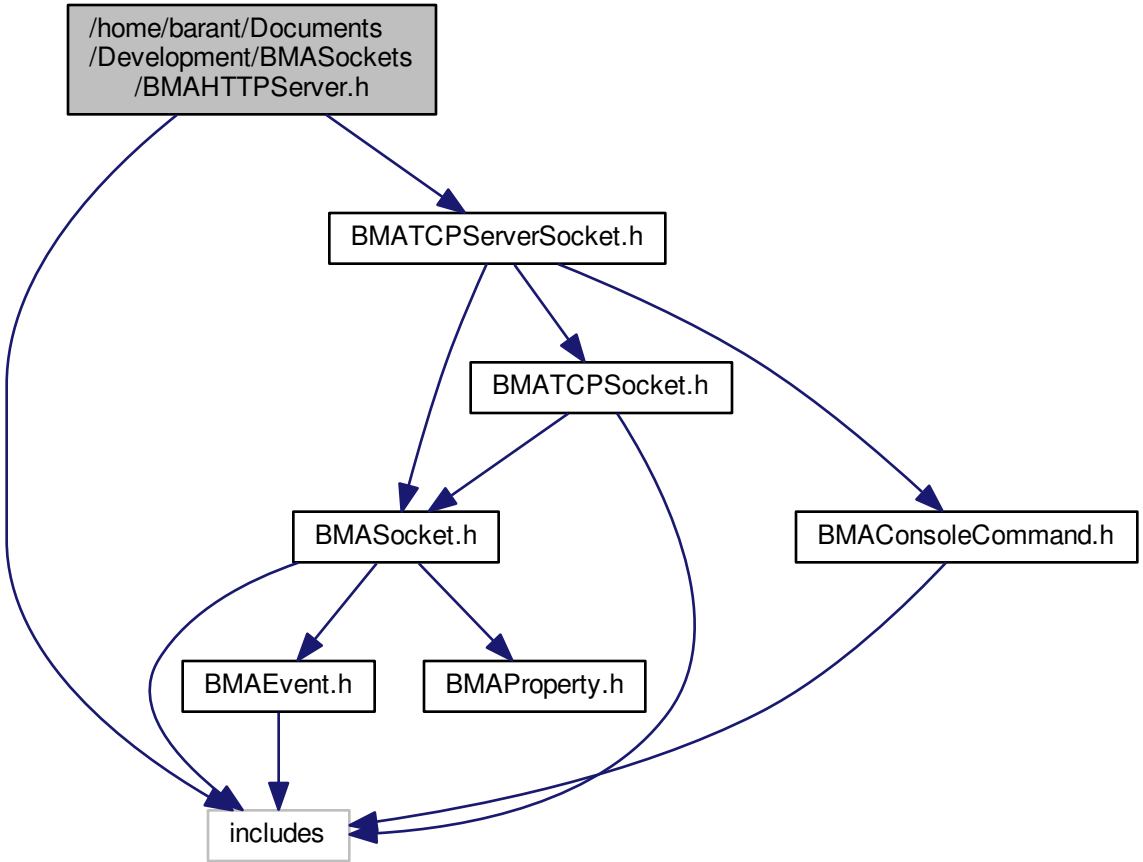 /home/barant/Documents
/Development/BMASockets
/BMAHTTPServer.h
BMATCPServerSocket.h
BMATCPSocket.h
BMASocket.h
BMAConsoleCommand.h
BMAEvent.h
BMAProperty.h
includes